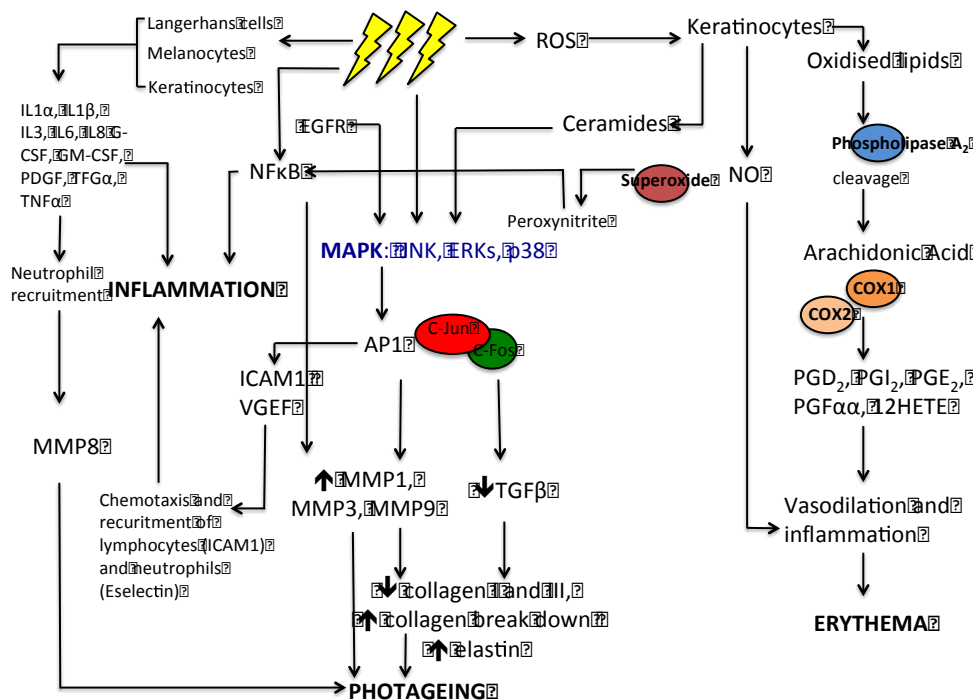 Langerhans cells
Melanocytes
Keratinocytes
ROS
Keratinocytes
Oxidised lipids
IL1α, IL1β,
IL3, IL6, IL8 G-
CSF, GM-CSF,
PDGF, TFGα,
TNFα
EGFR
Ceramides
Phospholipase A₂
cleavage
NFκB
Superoxide
NO
Peroxynitrite
MAPK: JNK, ERKs, p38
Arachidonic Acid
COX1
COX2
Neutrophil
recruitment
INFLAMMATION
AP1
C-Jun
C-Fos
ICAM1
VGEF
PGD₂, PGI₂, PGE₂,
PGFαα, 12HETE
MMP8
↑ MMP1,
MMP3, MMP9
↓ TGFβ
Chemotaxis and
recuritment of
lymphocytes (ICAM1)
and neutrophils
(Eselectin)
Vasodilation and
inflammation
↓ collagen I and III,
↑ collagen break down
↑ elastin
ERYTHEMA
PHOTAGEING